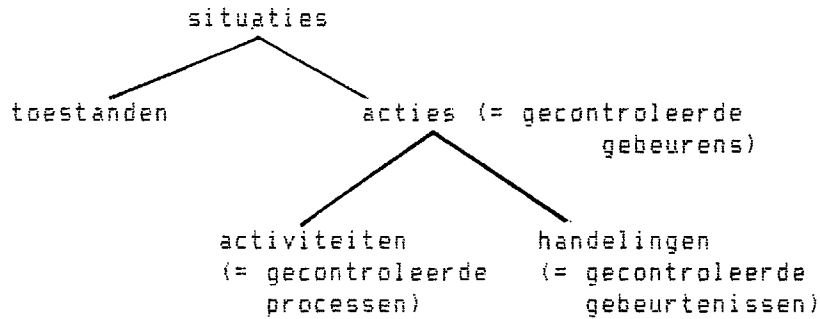 situaties
toestanden acties (= gecontroleerde
gebeurens)
activiteiten handelingen
(= gecontroleerde (= gecontroleerde
processen) gebeurtenissen)